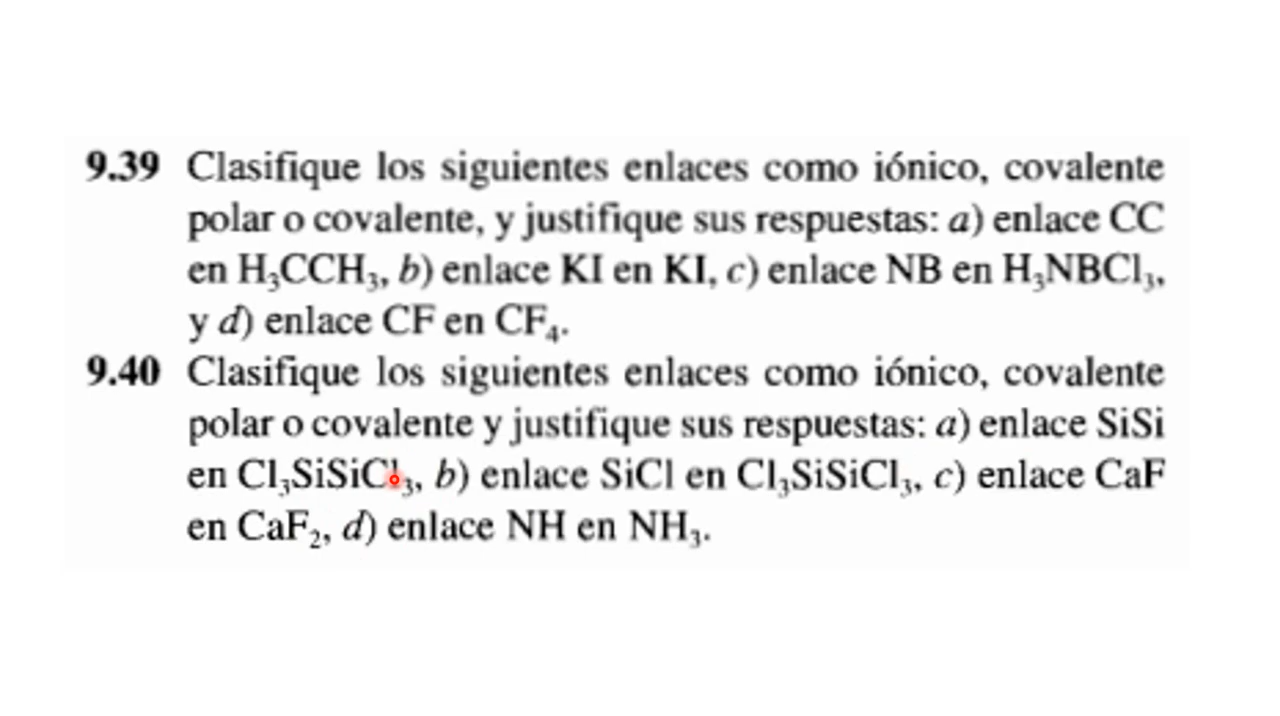 9.39 Clasifique los siguientes enlaces como iónico, covalente
polar o covalente, y justifique sus respuestas: a) enlace CC
en H₃CCH₃, b) enlace KI en KI, c) enlace NB en H₃NBCl₃,
y d) enlace CF en CF₄.
9.40 Clasifique los siguientes enlaces como iónico, covalente
polar o covalente y justifique sus respuestas: a) enlace SiSi
en Cl₃SiSiCl₃, b) enlace SiCl en Cl₃SiSiCl₃, c) enlace CaF
en CaF₂, d) enlace NH en NH₃.